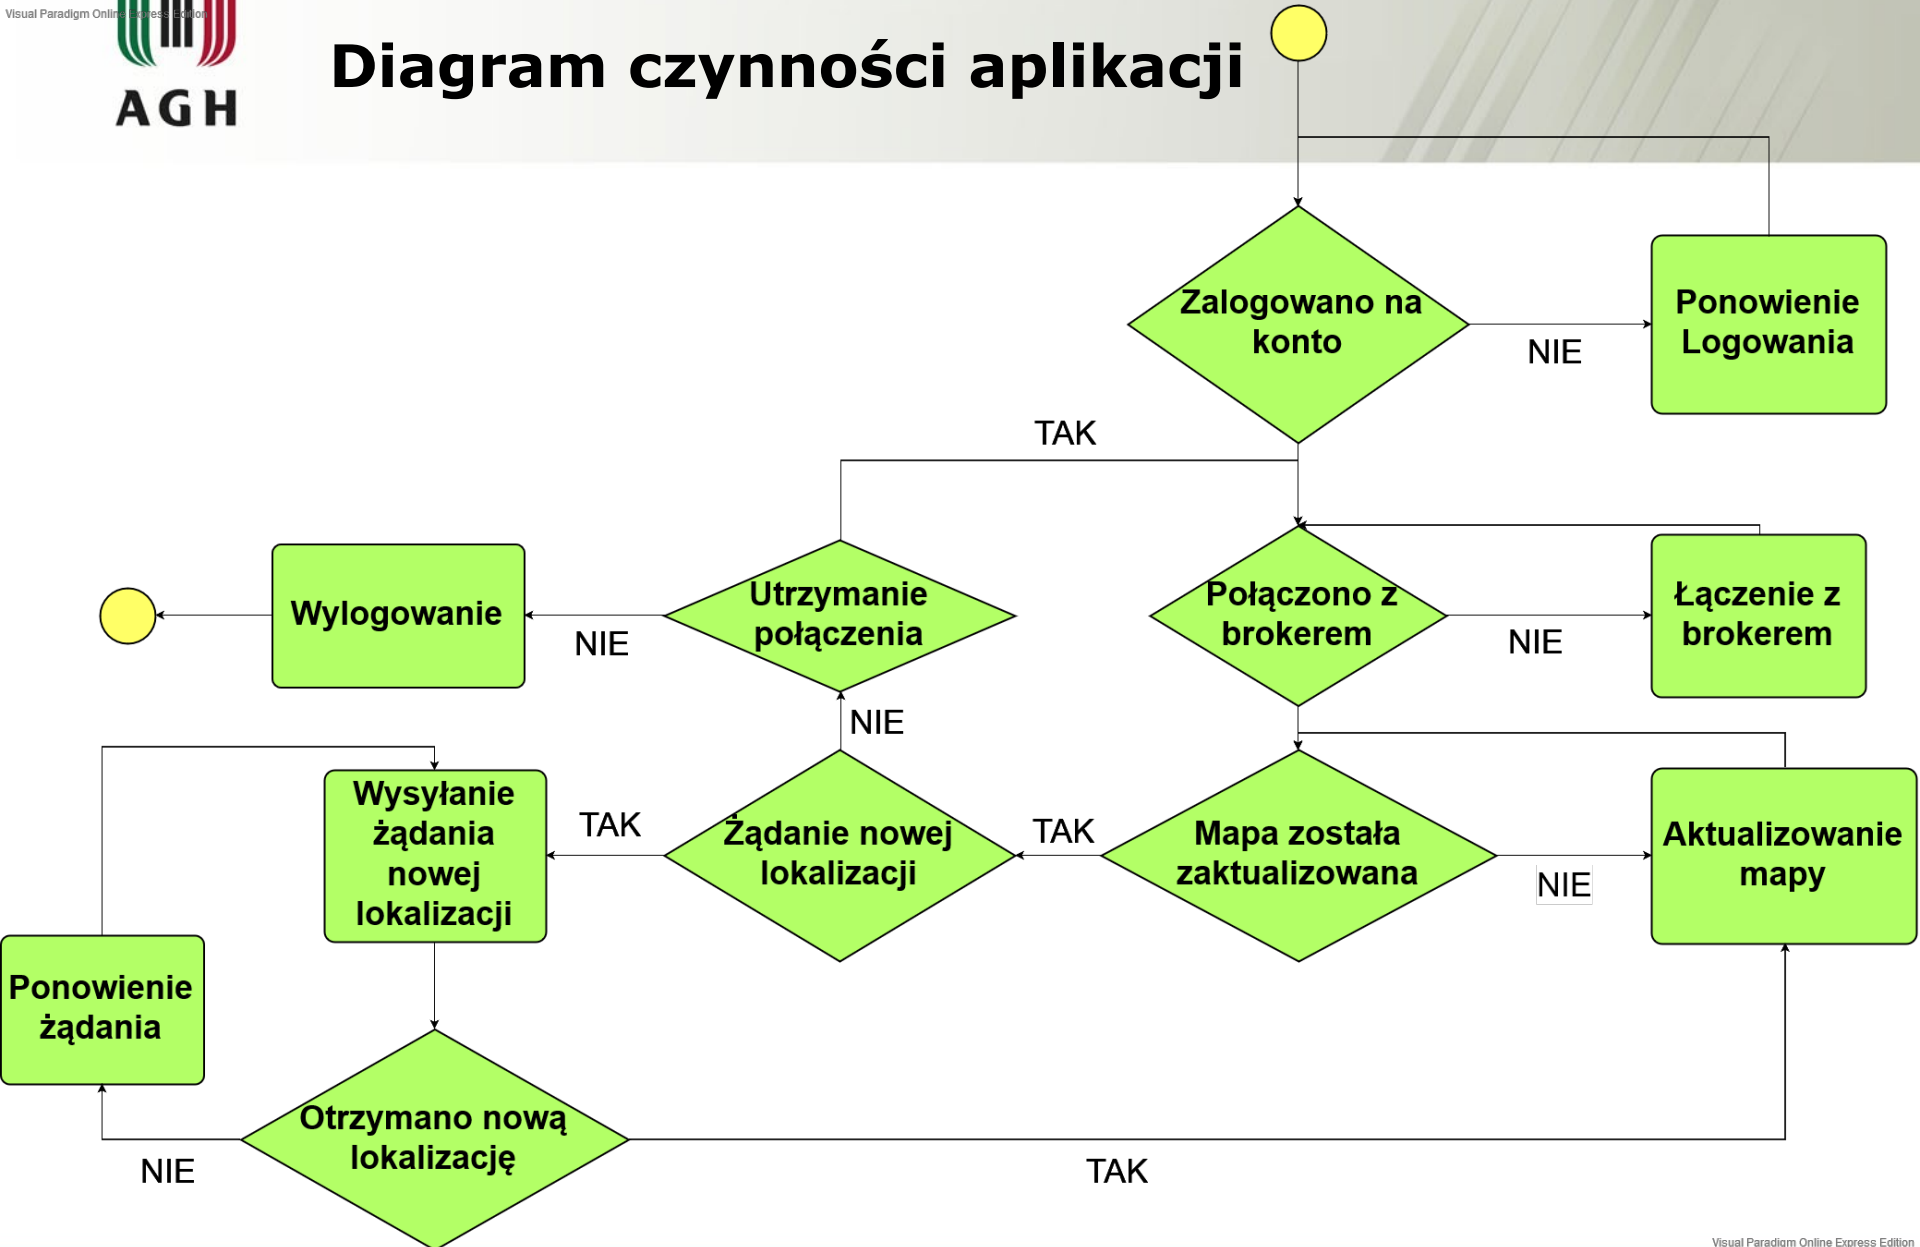 Visual Paradigm Online Express Edition
AGH
Diagram czynności aplikacji
Zalogowano na
konto
NIE
Ponowienie
Logowania
TAK
Wylogowanie
NIE
Utrzymanie
połączenia
Połączono z
brokerem
NIE
Łączenie z
brokerem
NIE
Wysyłanie
żądania
nowej
lokalizacji
TAK
Żądanie nowej
lokalizacji
TAK
Mapa została
zaktualizowana
NIE
Aktualizowanie
mapy
Ponowienie
żądania
Otrzymano nową
lokalizację
NIE
TAK
Visual Paradigm Online Express Edition